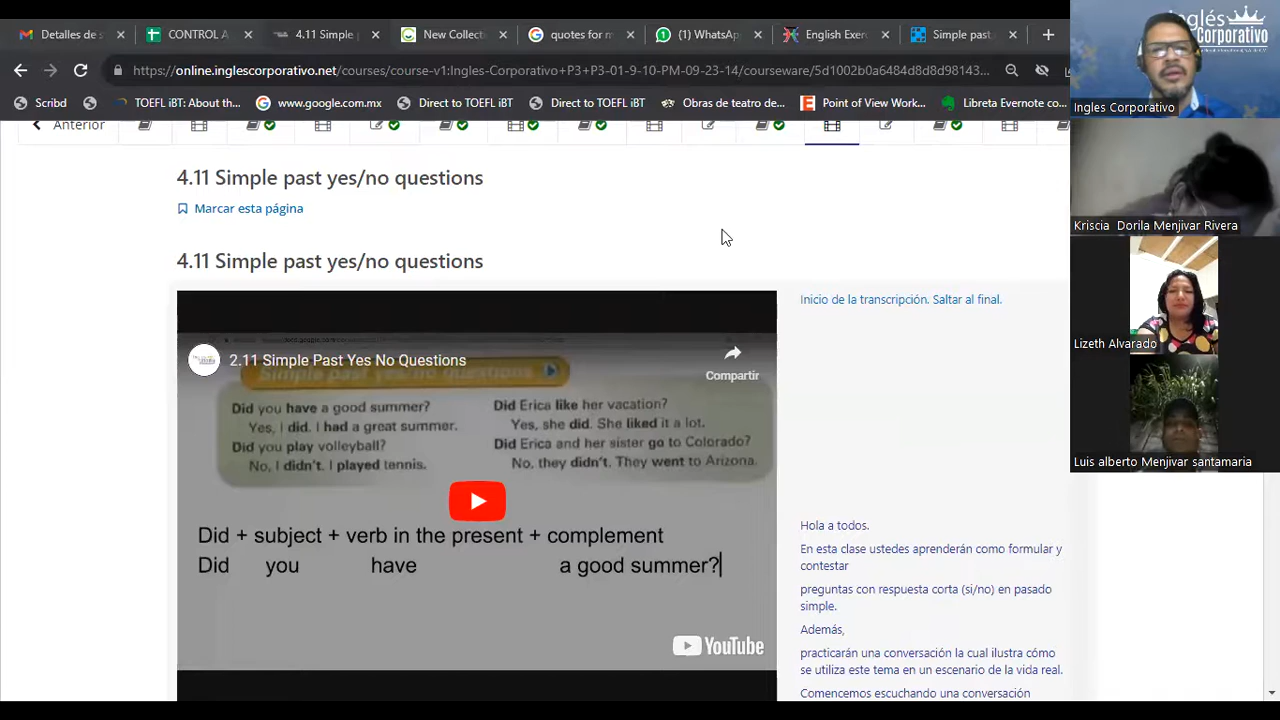 Detalles de s
CONTROL A
4.11 Simple
New Collect
quotes for m
(1) WhatsAp
English Exer
Simple past
https://online.inglescorporativo.net/courses/course-v1:Ingles-Corporativo+P3+P3-01-9-10-PM-09-23-14/courseware/5d1002b0a6484d8d8d98143...
Scribd
TOEFL iBT: About th...
www.google.com.mx
Direct to TOEFL iBT
Direct to TOEFL iBT
Obras de teatro de...
Point of View Work...
Libreta Evernote co...
Anterior
4.11 Simple past yes/no questions
Marcar esta página
4.11 Simple past yes/no questions
2.11 Simple Past Yes No Questions
Compartir
Simple past yes/no questions
Did you have a good summer?
Yes, I did. I had a great summer.
Did you play volleyball?
No, I didn't. I played tennis.
Did Erica like her vacation?
Yes, she did. She liked it a lot.
Did Erica and her sister go to Colorado?
No, they didn't. They went to Arizona.
Did + subject + verb in the present + complement
Did you have a good summer?
YouTube
Inicio de la transcripción. Saltar al final.
Hola a todos.
En esta clase ustedes aprenderán como formular y
contestar
preguntas con respuesta corta (si/no) en pasado
simple.
Además,
practicarán una conversación la cual ilustra cómo
se utiliza este tema en un escenario de la vida real.
Comencemos escuchando una conversación
Inglés
Corporativo
Ingles Corporativo
Kriscia Dorila Menjivar Rivera
Lizeth Alvarado
Luis alberto Menjivar santamaria